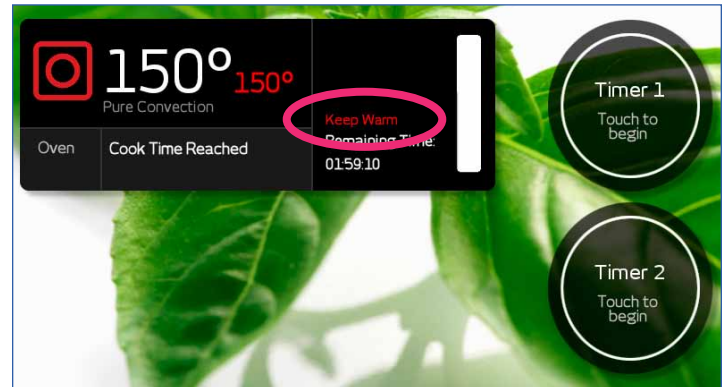 150° 150°
Pure Convection
Oven
Cook Time Reached
Keep Warm
Remaining Time:
01:59:10
Timer 1
Touch to
begin
Timer 2
Touch to
begin